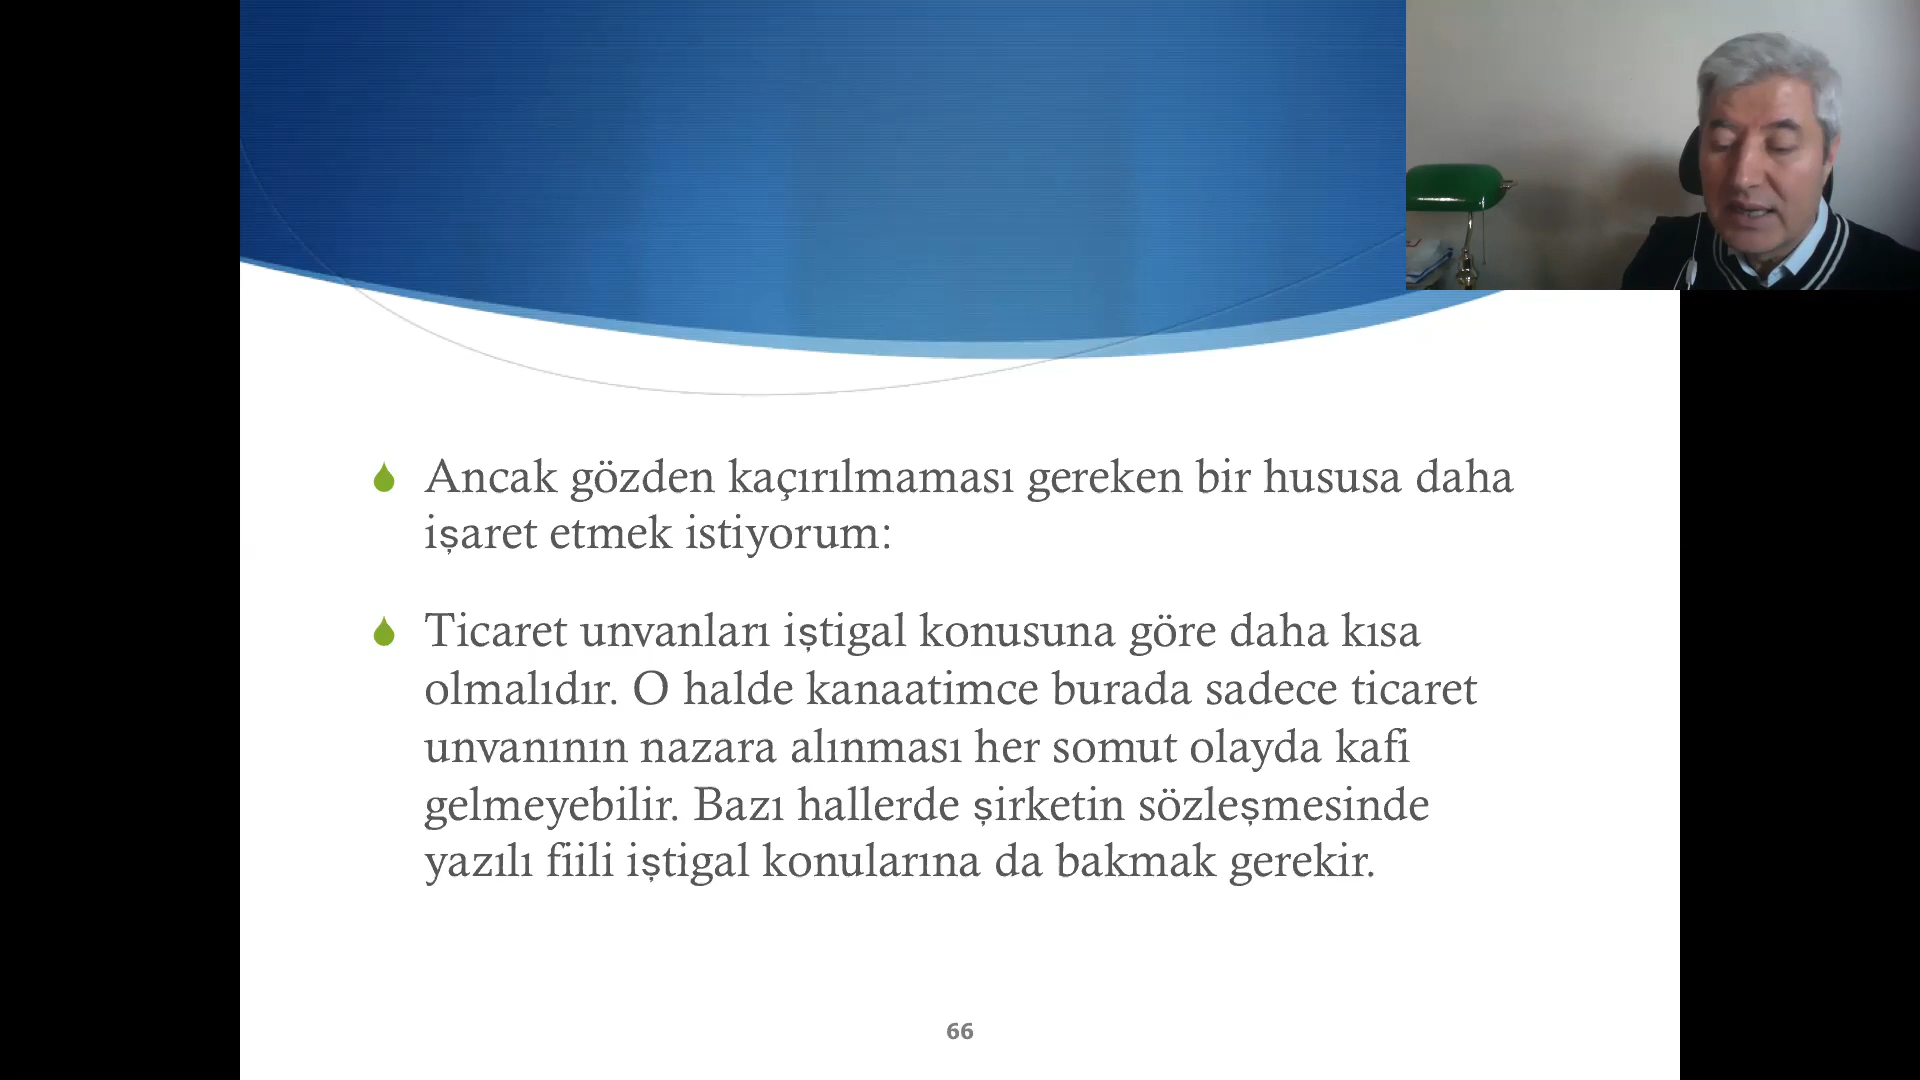 Ancak gözden kaçırılmaması gereken bir hususa daha
işaret etmek istiyorum:
Ticaret unvanları iştigal konusuna göre daha kısa
olmalıdır. O halde kanaatimce burada sadece ticaret
unvanının nazara alınması her somut olayda kafi
gelmeyebilir. Bazı hallerde şirketin sözleşmesinde
yazılı fiili iştigal konularına da bakmak gerekir.
66